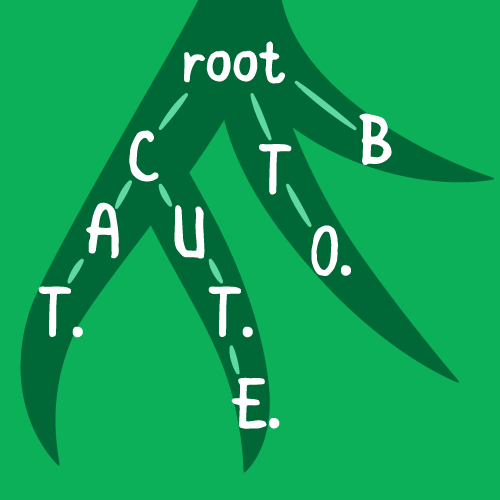 root
C T B
A U O.
T. T.
E.